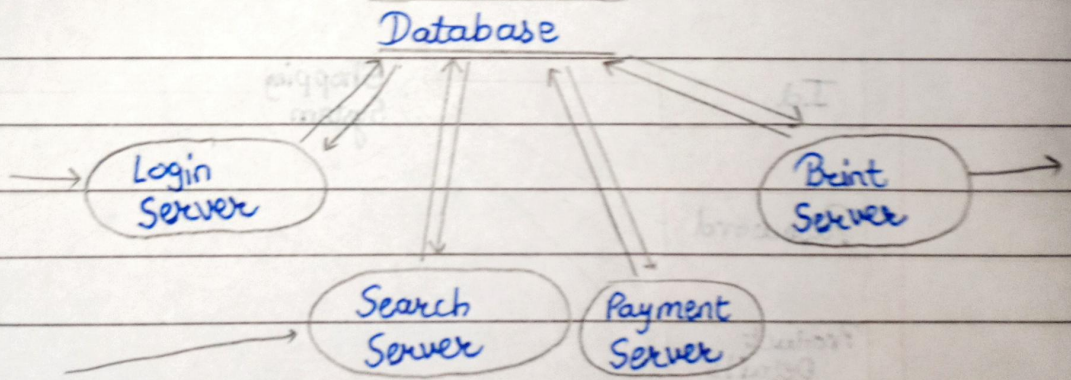 Database
Login
Server
Print
Server
Search
Server
Payment
Server